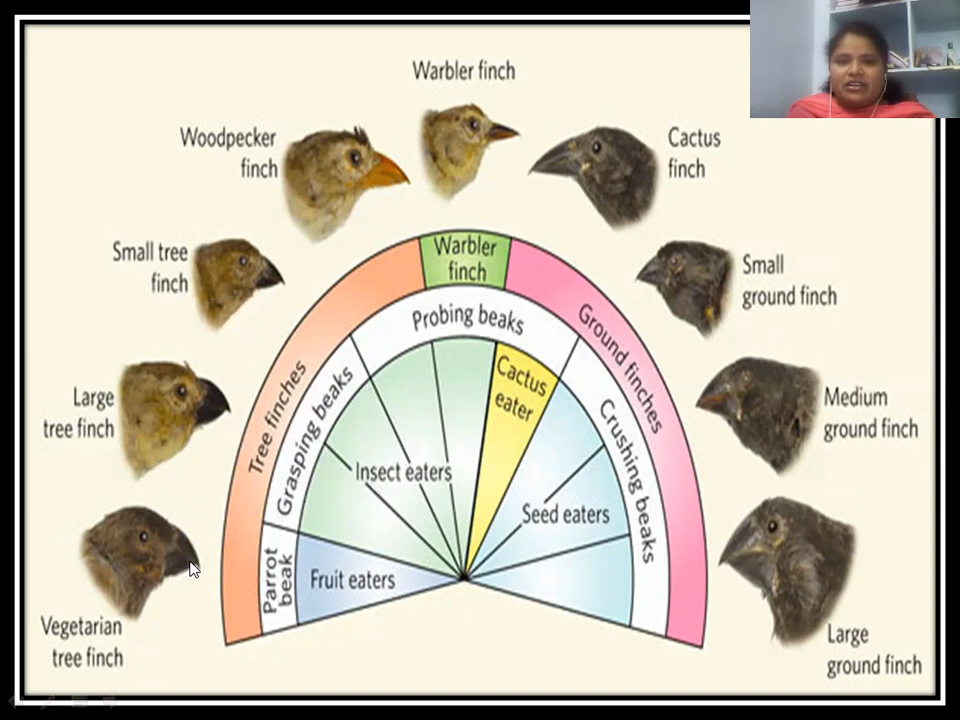 Warbler finch
Woodpecker
finch
Cactus
finch
Small tree
finch
Small
ground finch
Large
tree finch
Medium
ground finch
Vegetarian
tree finch
Large
ground finch
Warbler
finch
Tree finches
Ground finches
Probing beaks
Grasping beaks
Crushing beaks
Parrot
beak
Cactus
eater
Insect eaters
Seed eaters
Fruit eaters